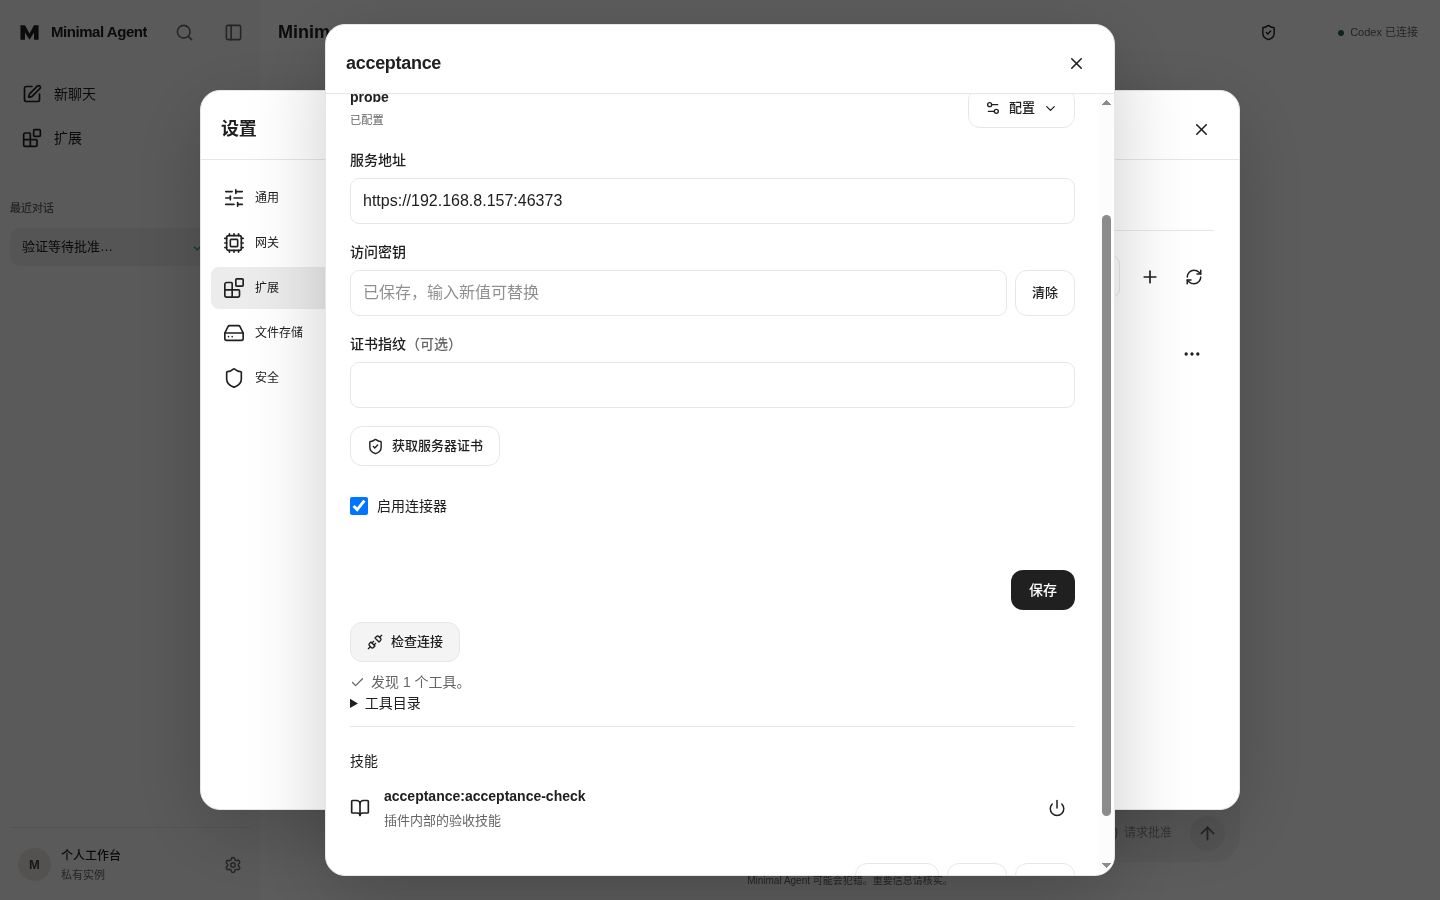 Minimal Agent
Minim
Codex 已连接
新聊天
扩展
最近对话
验证等待批准...
个人工作台
M
私有实例
设置
通用
网关
扩展
文件存储
安全
acceptance
probe
已配置
配置
服务地址
https://192.168.8.157:46373
访问密钥
已保存，输入新值可替换
清除
证书指纹（可选）
获取服务器证书
启用连接器
保存
检查连接
发现 1 个工具。
工具目录
技能
acceptance:acceptance-check
插件内部的验收技能
请求批准
Minimal Agent 可能会犯错。重要信息请核实。